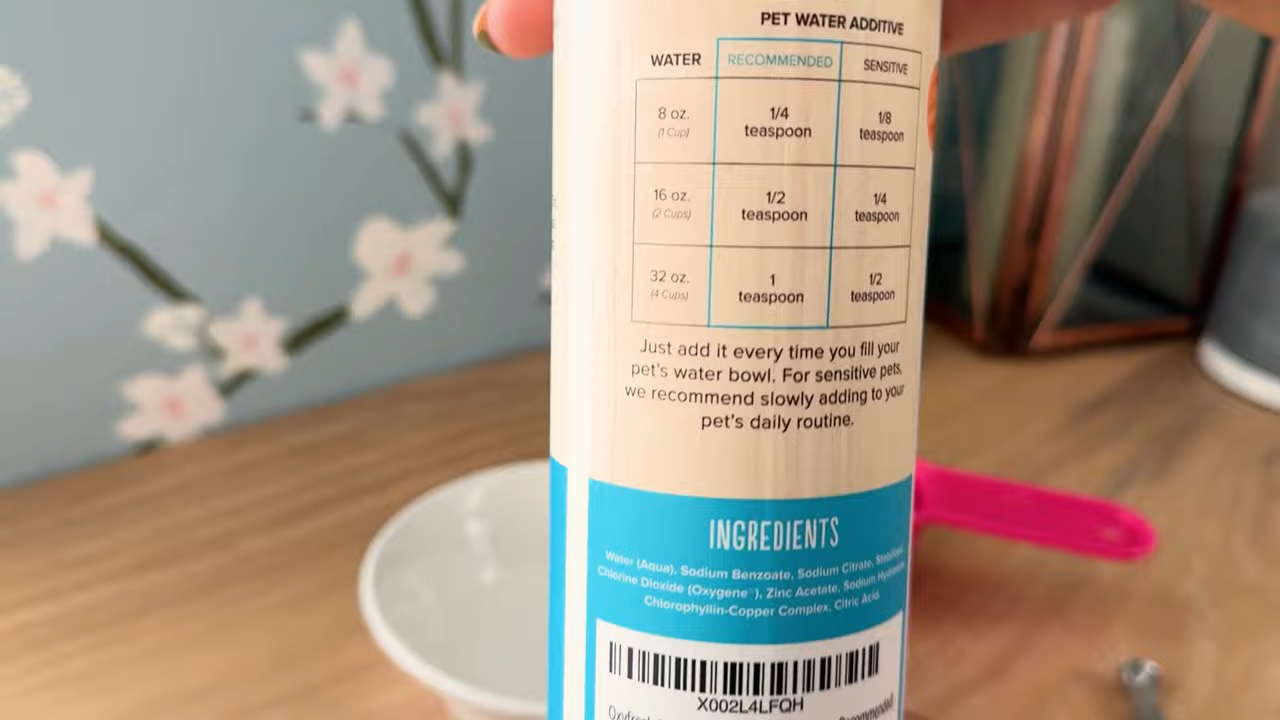 PET WATER ADDITIVE
WATER RECOMMENDED SENSITIVE
8 oz. 1/4 1/8
(1 Cup) teaspoon teaspoon
16 oz. 1/2 1/4
(2 Cups) teaspoon teaspoon
32 oz. 1 1/2
(4 Cups) teaspoon teaspoon
Just add it every time you fill your
pet's water bowl. For sensitive pets,
we recommend slowly adding to your
pet's daily routine.
INGREDIENTS
Water (Aqua), Sodium Benzoate, Sodium Citrate,
Chlorine Dioxide (Oxygene®), Zinc Acetate, Sodium
Chlorophyllin-Copper Complex, Citric Acid.
X002L4LFQH